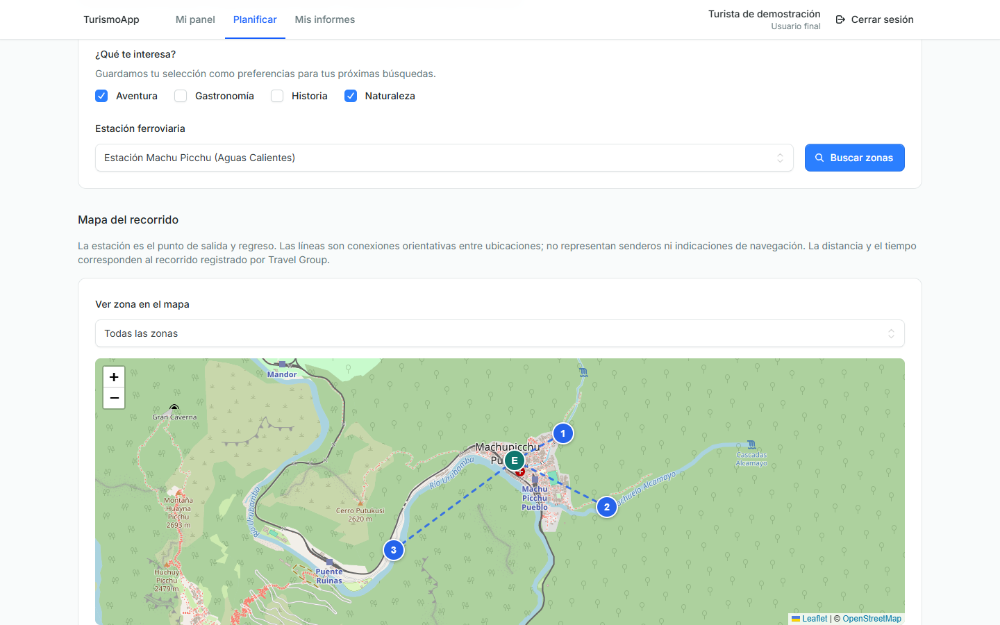 TurismoApp
Mi panel
Planificar
Mis informes
Turista de demostración
Usuario final
Cerrar sesión
¿Qué te interesa?
Guardamos tu selección como preferencias para tus próximas búsquedas.
Aventura
Gastronomía
Historia
Naturaleza
Estación ferroviaria
Estación Machu Picchu (Aguas Calientes)
Buscar zonas
Mapa del recorrido
La estación es el punto de salida y regreso. Las líneas son conexiones orientativas entre ubicaciones; no representan senderos ni indicaciones de navegación. La distancia y el tiempo
corresponden al recorrido registrado por Travel Group.
Ver zona en el mapa
Todas las zonas
+
−
Mandor
Gran Caverna
1
Machupicchu
Pu
E
Cascadas
Alcamayo
Río Urubamba
Machu
Picchu
Pueblo
2
ochuelo Alcamayo
Montaña
Huayna
Picchu
2693 m
Río Urubamba
Cerro Putukusi
2620 m
3
Puente
Ruinas
Huchuy
Picchu
2479 m
Leaflet | © OpenStreetMap